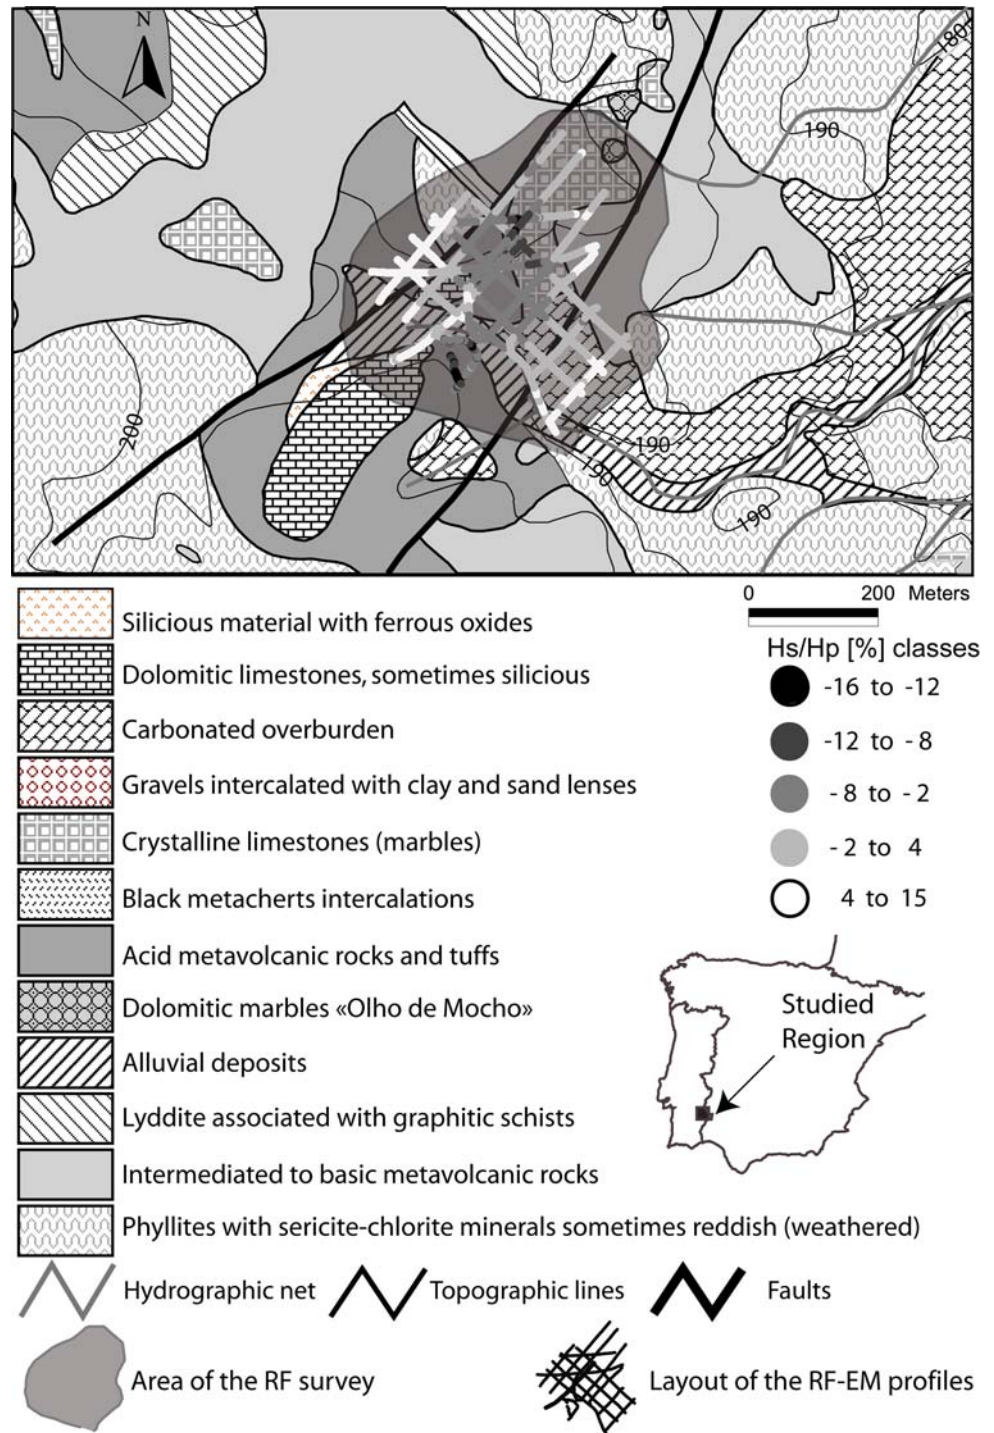 N
180
190
200
190
190
190
0 200 Meters
Silicious material with ferrous oxides
Dolomitic limestones, sometimes silicious
Carbonated overburden
Gravels intercalated with clay and sand lenses
Crystalline limestones (marbles)
Black metacherts intercalations
Acid metavolcanic rocks and tuffs
Dolomitic marbles «Olho de Mocho»
Alluvial deposits
Lyddite associated with graphitic schists
Intermediated to basic metavolcanic rocks
Phyllites with sericite-chlorite minerals sometimes reddish (weathered)
Hs/Hp [%] classes
-16 to -12
-12 to - 8
- 8 to - 2
- 2 to 4
4 to 15
Studied
Region
Hydrographic net
Topographic lines
Faults
Area of the RF survey
Layout of the RF-EM profiles